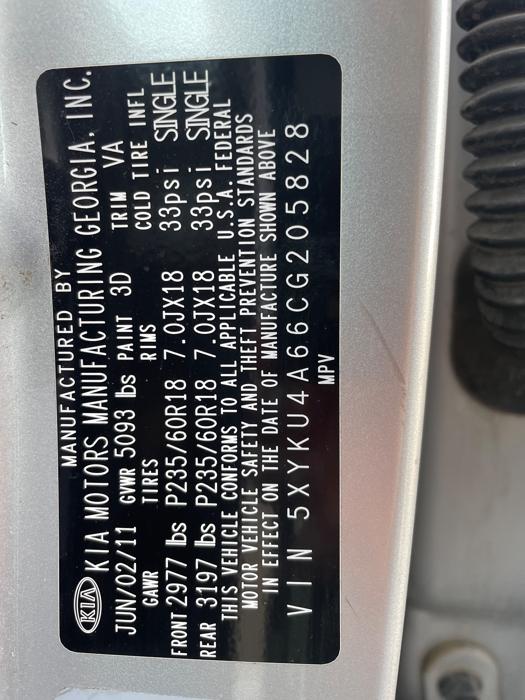 MANUFACTURED BY
KIA KIA MOTORS MANUFACTURING GEORGIA, INC.
JUN/02/11 GVWR 5093 lbs PAINT 3D TRIM VA
GAWR TIRES RIMS COLD TIRE INFL
FRONT 2977 lbs P235/60R18 7.0JX18 33psi SINGLE
REAR 3197 lbs P235/60R18 7.0JX18 33psi SINGLE
THIS VEHICLE CONFORMS TO ALL APPLICABLE U.S.A. FEDERAL
MOTOR VEHICLE SAFETY AND THEFT PREVENTION STANDARDS
IN EFFECT ON THE DATE OF MANUFACTURE SHOWN ABOVE
VIN 5XYKU4A66CG205828
MPV